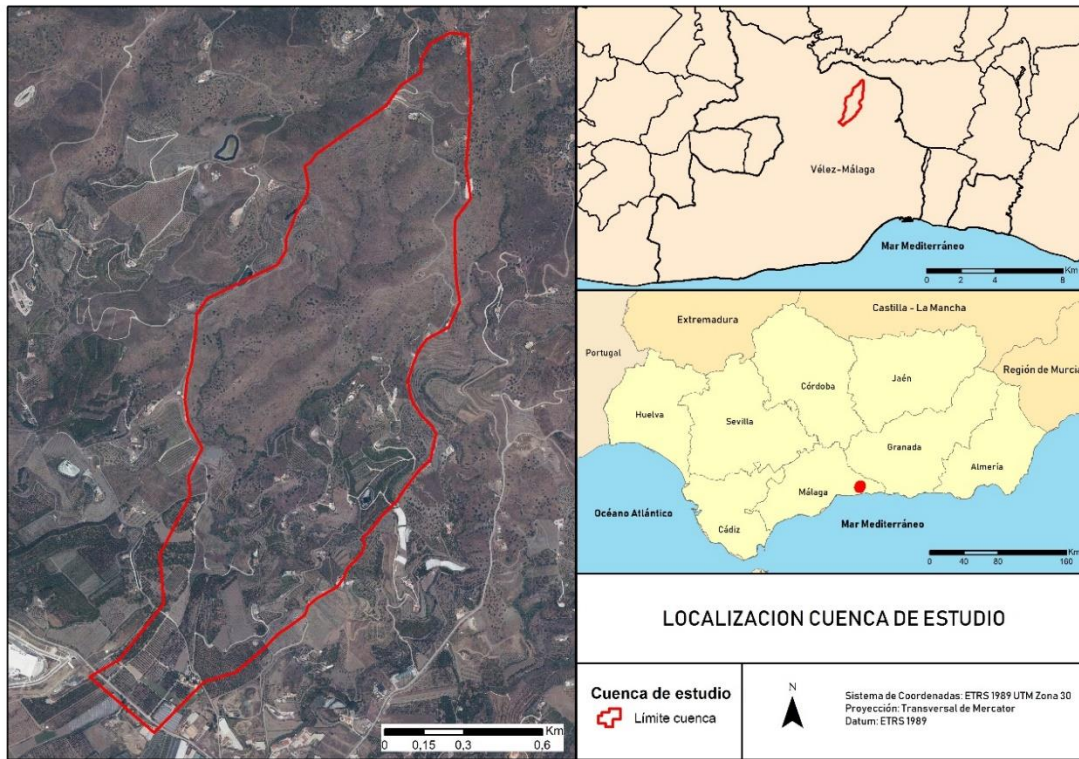 Km
0 0,15 0,3 0,6
Vélez-Málaga
Mar Mediterráneo
Km
0 2 4 8
Castilla - La Mancha
Extremadura
Portugal
Región de Murcia
Jaén
Córdoba
Huelva
Sevilla
Granada
Almería
Málaga
Océano Atlántico
Cádiz
Mar Mediterráneo
Km
0 40 80 160
LOCALIZACION CUENCA DE ESTUDIO
Cuenca de estudio
Límite cuenca
N
Sistema de Coordenadas: ETRS 1989 UTM Zona 30
Proyección: Transversal de Mercator
Datum: ETRS 1989